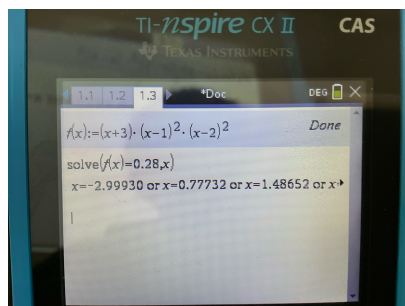 TI-nspire CX II CAS
TEXAS INSTRUMENTS
1.1 1.2 1.3 *Doc DEG
f(x):=(x+3)·(x-1)²·(x-2)² Done
solve(f(x)=0.28,x)
x=-2.99930 or x=0.77732 or x=1.48652 or x